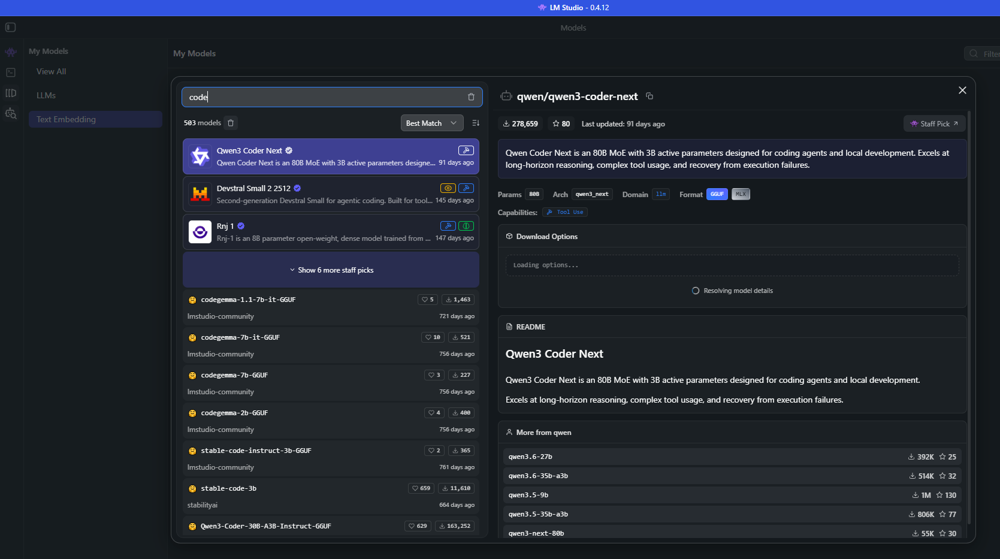 LM Studio - 0.4.12
Models
My Models
View All
LLMs
Text Embedding
My Models
Filter
code
503 models
Best Match
Qwen3 Coder Next
Qwen Coder Next is an 80B MoE with 3B active parameters designe... 91 days ago
Devstral Small 2 2512
Second-generation Devstral Small for agentic coding. Built for tool... 145 days ago
Rnj 1
Rnj-1 is an 8B parameter open-weight, dense model trained from ... 147 days ago
Show 6 more staff picks
codegemma-1.1-7b-it-GGUF 5 1,463
lmstudio-community 721 days ago
codegemma-7b-it-GGUF 10 521
lmstudio-community 756 days ago
codegemma-7b-GGUF 3 227
lmstudio-community 756 days ago
codegemma-2b-GGUF 4 400
lmstudio-community 756 days ago
stable-code-instruct-3b-GGUF 2 365
lmstudio-community 761 days ago
stable-code-3b 659 11,610
stabilityai 664 days ago
Qwen3-Coder-30B-A3B-Instruct-GGUF 629 163,252
qwen/qwen3-coder-next
278,659 80 Last updated: 91 days ago
Staff Pick
Qwen Coder Next is an 80B MoE with 3B active parameters designed for coding agents and local development. Excels at
long-horizon reasoning, complex tool usage, and recovery from execution failures.
Params 80B Arch qwen3_next Domain llm Format GGUF MLX
Capabilities: Tool Use
Download Options
Loading options...
Resolving model details
README
Qwen3 Coder Next
Qwen3 Coder Next is an 80B MoE with 3B active parameters designed for coding agents and local development.
Excels at long-horizon reasoning, complex tool usage, and recovery from execution failures.
More from qwen
qwen3.6-27b 392K 25
qwen3.6-35b-a3b 514K 32
qwen3.5-9b 1M 130
qwen3.5-35b-a3b 806K 77
qwen3-next-80b 55K 30